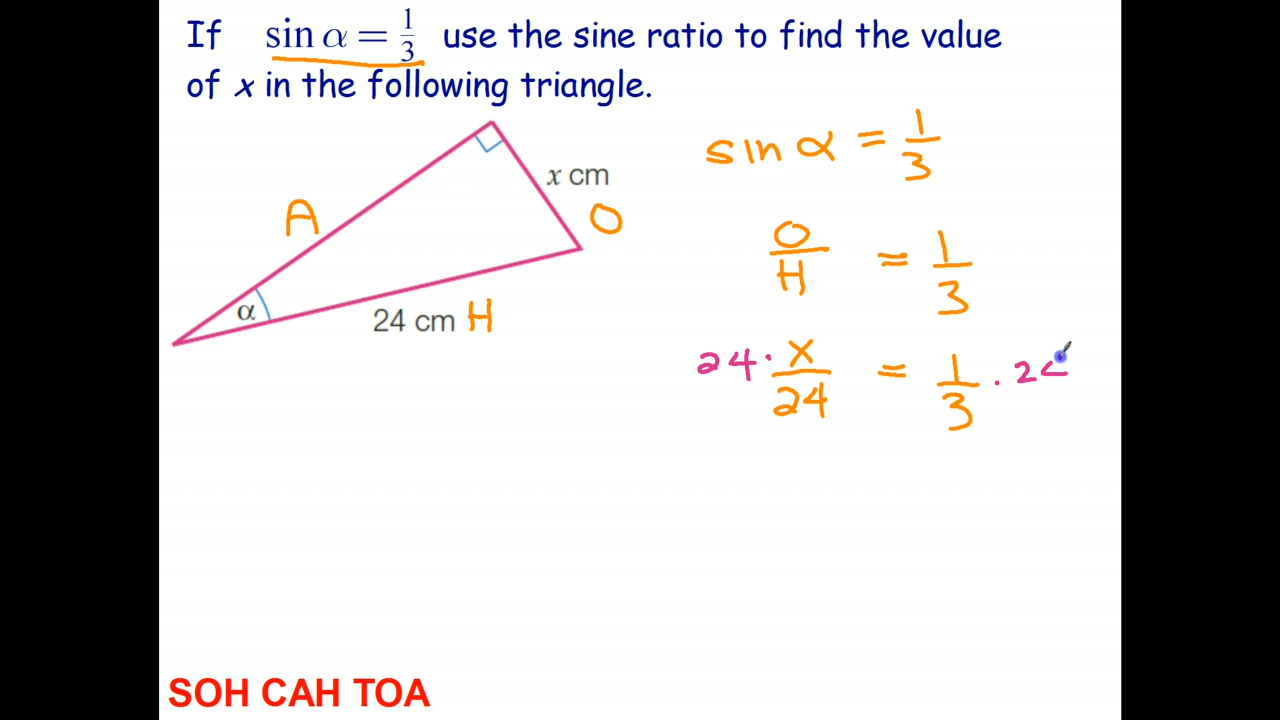 If sin α = 1/3 use the sine ratio to find the value
of x in the following triangle.
sin α = 1/3
x cm
A
O
O/H = 1/3
α
24 cm H
24 · x/24 = 1/3 · 2
SOH CAH TOA